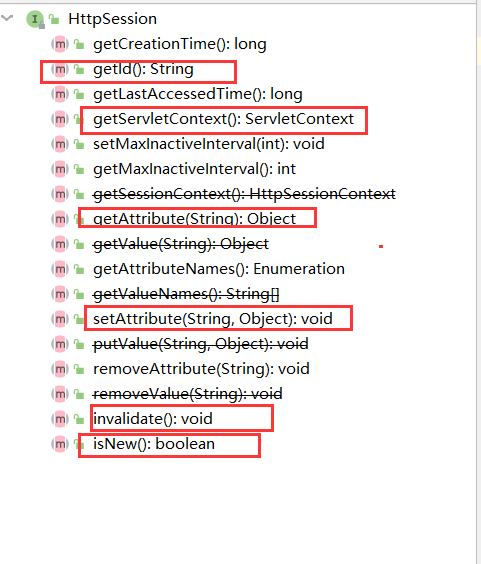 HttpSession
getCreationTime(): long
getId(): String
getLastAccessedTime(): long
getServletContext(): ServletContext
setMaxInactiveInterval(int): void
getMaxInactiveInterval(): int
getSessionContext(): HttpSessionContext
getAttribute(String): Object
getValue(String): Object
getAttributeNames(): Enumeration
getValueNames(): String[]
setAttribute(String, Object): void
putValue(String, Object): void
removeAttribute(String): void
removeValue(String): void
invalidate(): void
isNew(): boolean